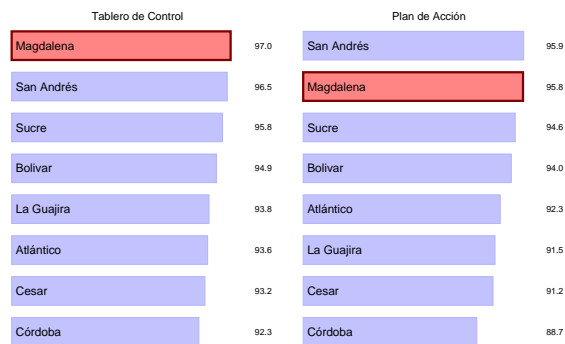 Tablero de Control
Magdalena 97.0
San Andrés 96.5
Sucre 95.8
Bolivar 94.9
La Guajira 93.8
Atlántico 93.6
Cesar 93.2
Córdoba 92.3
Plan de Acción
San Andrés 95.9
Magdalena 95.8
Sucre 94.6
Bolivar 94.0
Atlántico 92.3
La Guajira 91.5
Cesar 91.2
Córdoba 88.7